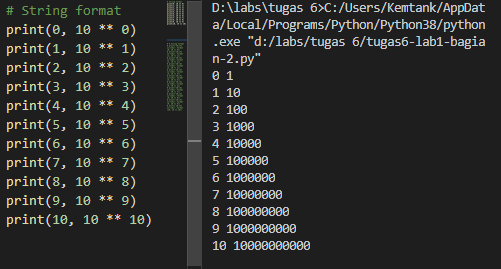 # String format
print(0, 10 ** 0)
print(1, 10 ** 1)
print(2, 10 ** 2)
print(3, 10 ** 3)
print(4, 10 ** 4)
print(5, 10 ** 5)
print(6, 10 ** 6)
print(7, 10 ** 7)
print(8, 10 ** 8)
print(9, 10 ** 9)
print(10, 10 ** 10)
D:\labs\tugas 6>C:/Users/Kemtank/AppDat
a/Local/Programs/Python/Python38/python
.exe "d:/labs/tugas 6/tugas6-lab1-bagia
n-2.py"
0 1
1 10
2 100
3 1000
4 10000
5 100000
6 1000000
7 10000000
8 100000000
9 1000000000
10 10000000000